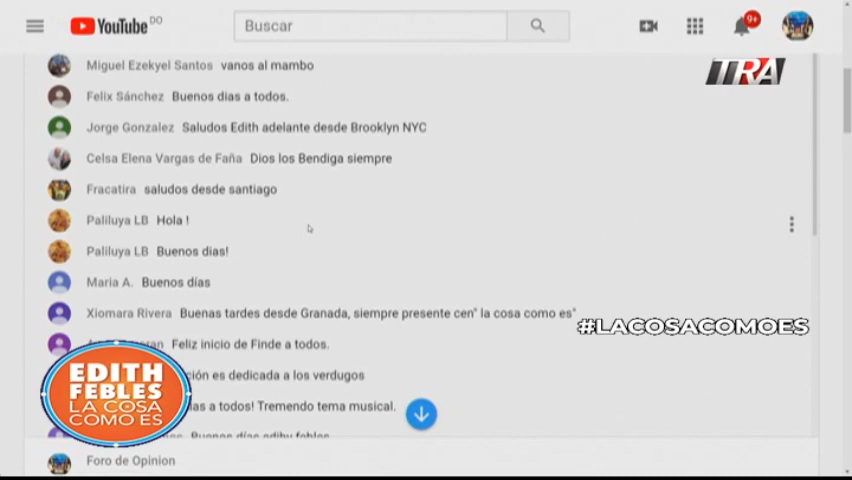 YouTube DO
Buscar
9+
TRA
Miguel Ezekyel Santos vanos al mambo
Felix Sánchez Buenos dias a todos.
Jorge Gonzalez Saludos Edith adelante desde Brooklyn NYC
Celsa Elena Vargas de Faña Dios los Bendiga siempre
Fracatira saludos desde santiago
Paliluya LB Hola !
Paliluya LB Buenos dias!
Maria A. Buenos días
Xiomara Rivera Buenas tardes desde Granada, siempre presente cen" la cosa como es"
#LACOSACOMOES
Feliz inicio de Finde a todos.
es dedicada a los verdugos
a todos! Tremendo tema musical.
Buenos días edihy febles
EDITH
FEBLES
LA COSA
COMO ES
Foro de Opinion